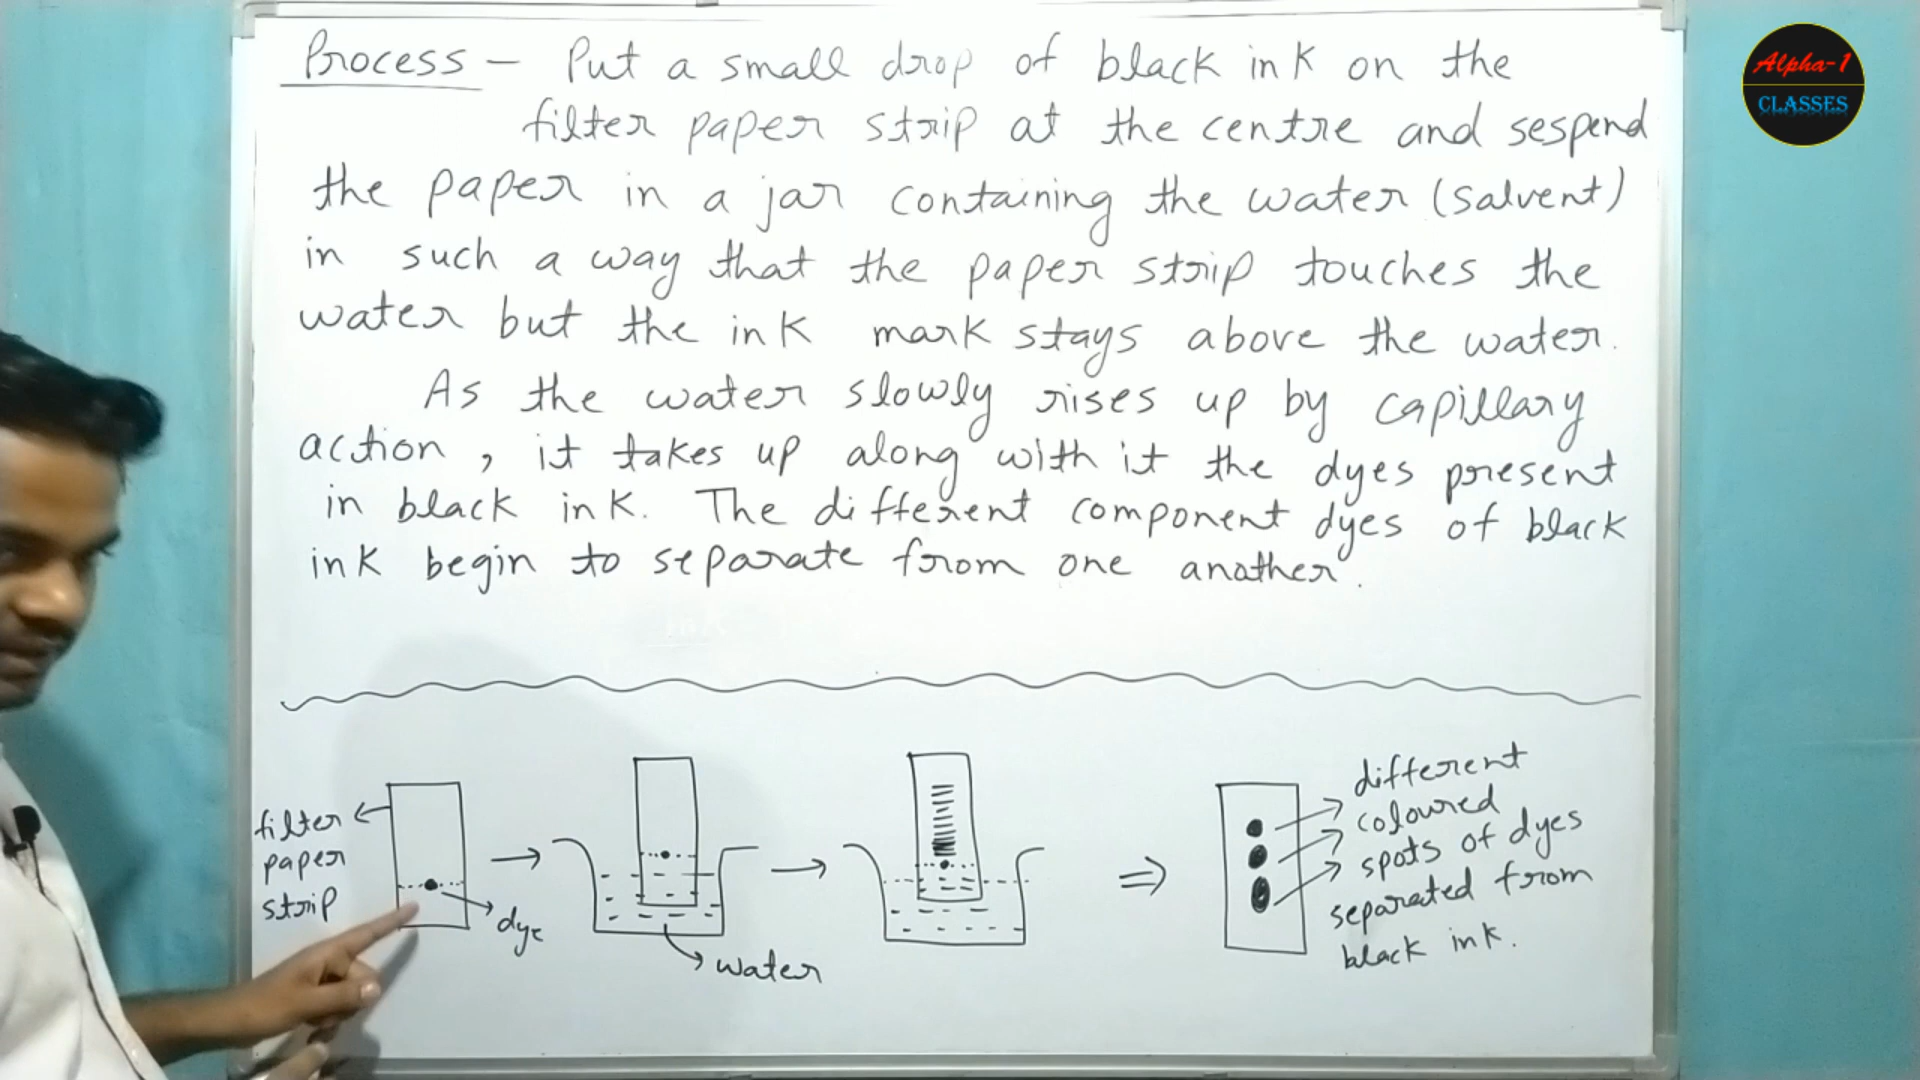 Process - Put a small drop of black ink on the
filter paper strip at the centre and sespend
the paper in a jar containing the water (salvent)
in such a way that the paper strip touches the
water but the ink mark stays above the water.
As the water slowly rises up by capillary
action, it takes up along with it the dyes present
in black ink. The different component dyes of black
ink begin to separate from one another.
filter
paper
strip
dye
water
different
coloured
spots of dyes
separated from
black ink.
Alpha-1
CLASSES